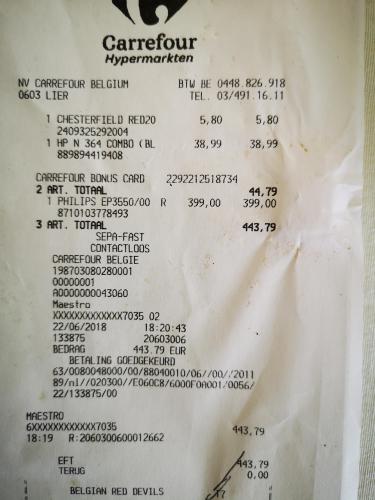 Carrefour
Hypermarkten
NV CARREFOUR BELGIUM BTW BE 0448.826.918
0603 LIER TEL. 03/491.16.11
1 CHESTERFIELD RED20 5,80 5,80
2409325292004
1 HP N 364 COMBO (BL 38,99 38,99
889894419408
CARREFOUR BONUS CARD 2292212518734
2 ART. TOTAAL 44,79
1 PHILIPS EP3550/00 R 399,00 399,00
8710103778493
3 ART. TOTAAL 443,79
SEPA-FAST
CONTACTLOOS
CARREFOUR BELGIE
198703080280001
00000001
A0000000043060
Maestro
XXXXXXXXXXXXX7035 02
22/06/2018 18:20:43
133875 20603006
BEDRAG 443.79 EUR
BETALING GOEDGEKEURD
63/0080048000/00/88040010/06//00//2011
89/nl//020300//E060C8/6000F0A001/0056/
22/133875/00
MAESTRO
6XXXXXXXXXXXX7035 443,79
18:19 R:2060300600012662
EFT 443,79
TERUG 0,00
BELGIAN RED DEVILS